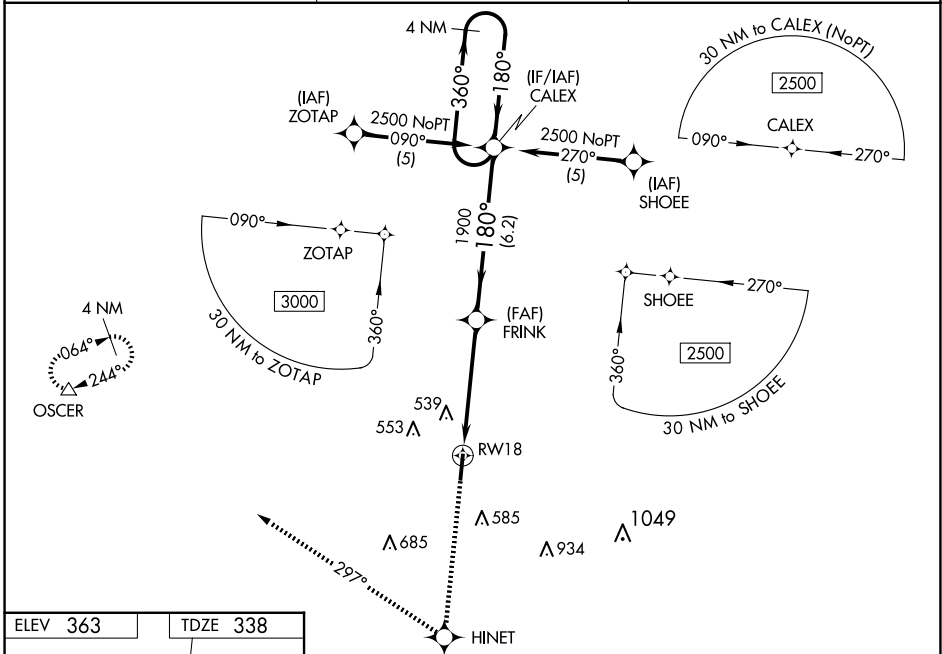 4 NM
360°
180°
(IF/IAF)
CALEX
(IAF)
ZOTAP
2500 NoPT
090°
(5)
2500 NoPT
270°
(5)
(IAF)
SHOEE
30 NM to CALEX (NoPT)
2500
CALEX
090°
270°
1900
180°
(6.2)
090°
ZOTAP
3000
360°
30 NM to ZOTAP
(FAF)
FRINK
SHOEE
270°
2500
360°
30 NM to SHOEE
4 NM
064°
244°
OSCER
539
553
RW18
585
685
934
1049
297°
HINET
ELEV 363
TDZE 338